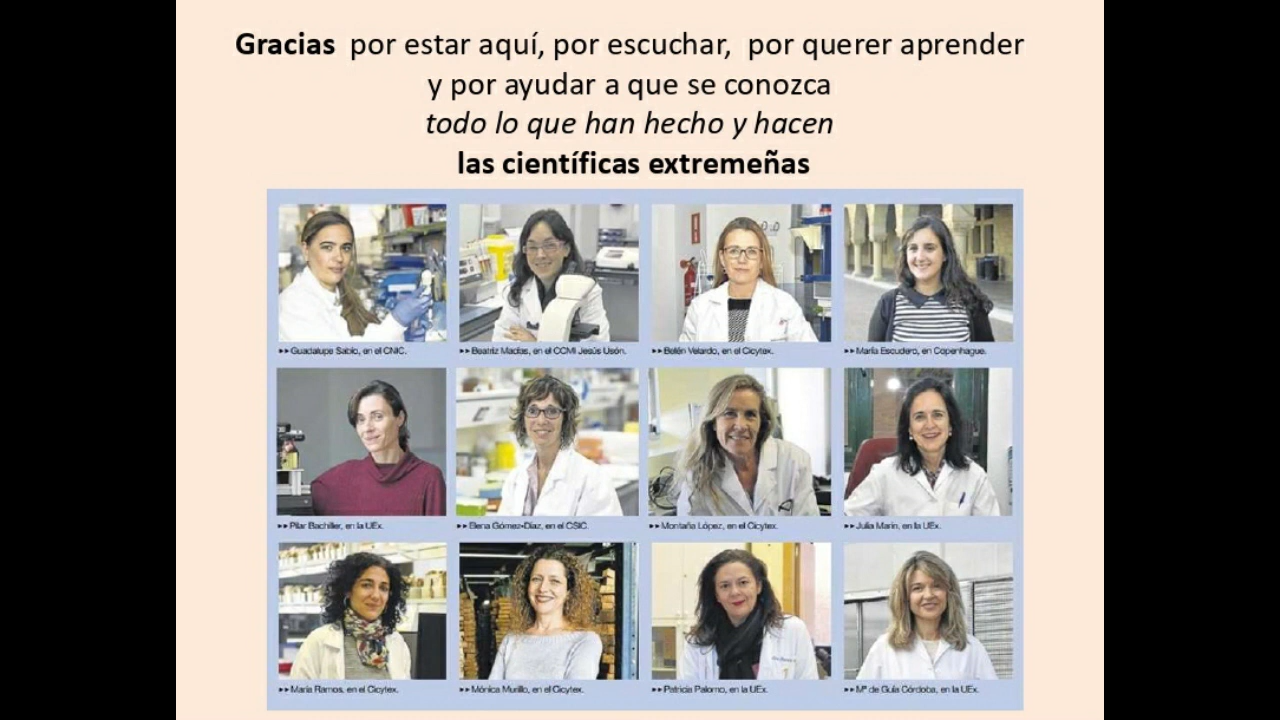 Gracias por estar aquí, por escuchar, por querer aprender
y por ayudar a que se conozca
todo lo que han hecho y hacen
las científicas extremeñas
▸▸Guadalupe Sabio, en el CNIC.
▸▸Beatriz Macías, en el CCMI Jesús Usón.
▸▸Belén Velardo, en el Cicytex.
▸▸María Escudero, en Copenhague.
▸▸Pilar Bachiller, en la UEx.
▸▸Elena Gómez-Díaz, en el CSIC.
▸▸Montaña López, en el Cicytex.
▸▸Julia Marín, en la UEx.
▸▸María Ramos, en el Cicytex.
▸▸Mónica Murillo, en el Cicytex.
▸▸Patricia Palomo, en la UEx.
▸▸Mª de Guía Córdoba, en la UEx.